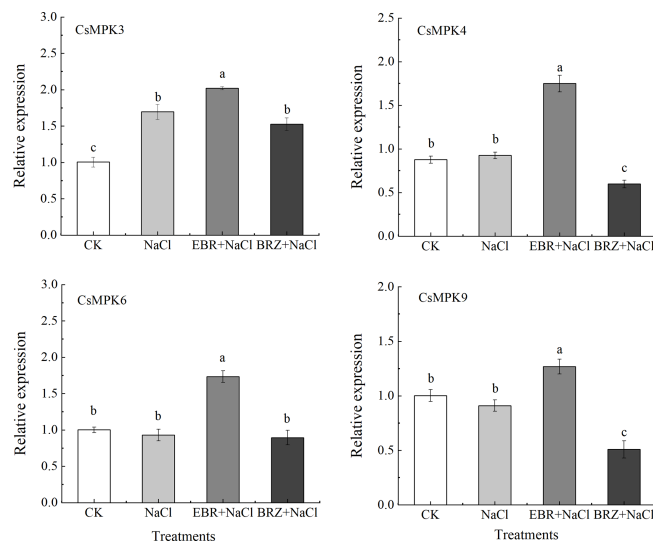 CsMPK3
Relative expression
3.0
2.5
2.0
1.5
1.0
0.5
0.0
c
b
a
b
CK NaCl EBR+NaCl BRZ+NaCl
CsMPK4
Relative expression
4.5
4.0
2.0
1.5
1.0
0.5
0.0
b
b
a
c
CK NaCl EBR+NaCl BRZ+NaCl
CsMPK6
Relative expression
3.0
2.5
2.0
1.5
1.0
0.5
0.0
b
b
a
b
CK NaCl EBR+NaCl BRZ+NaCl
Treatments
CsMPK9
Relative expression
2.0
1.5
1.0
0.5
0.0
b
b
a
c
CK NaCl EBR+NaCl BRZ+NaCl
Treatments